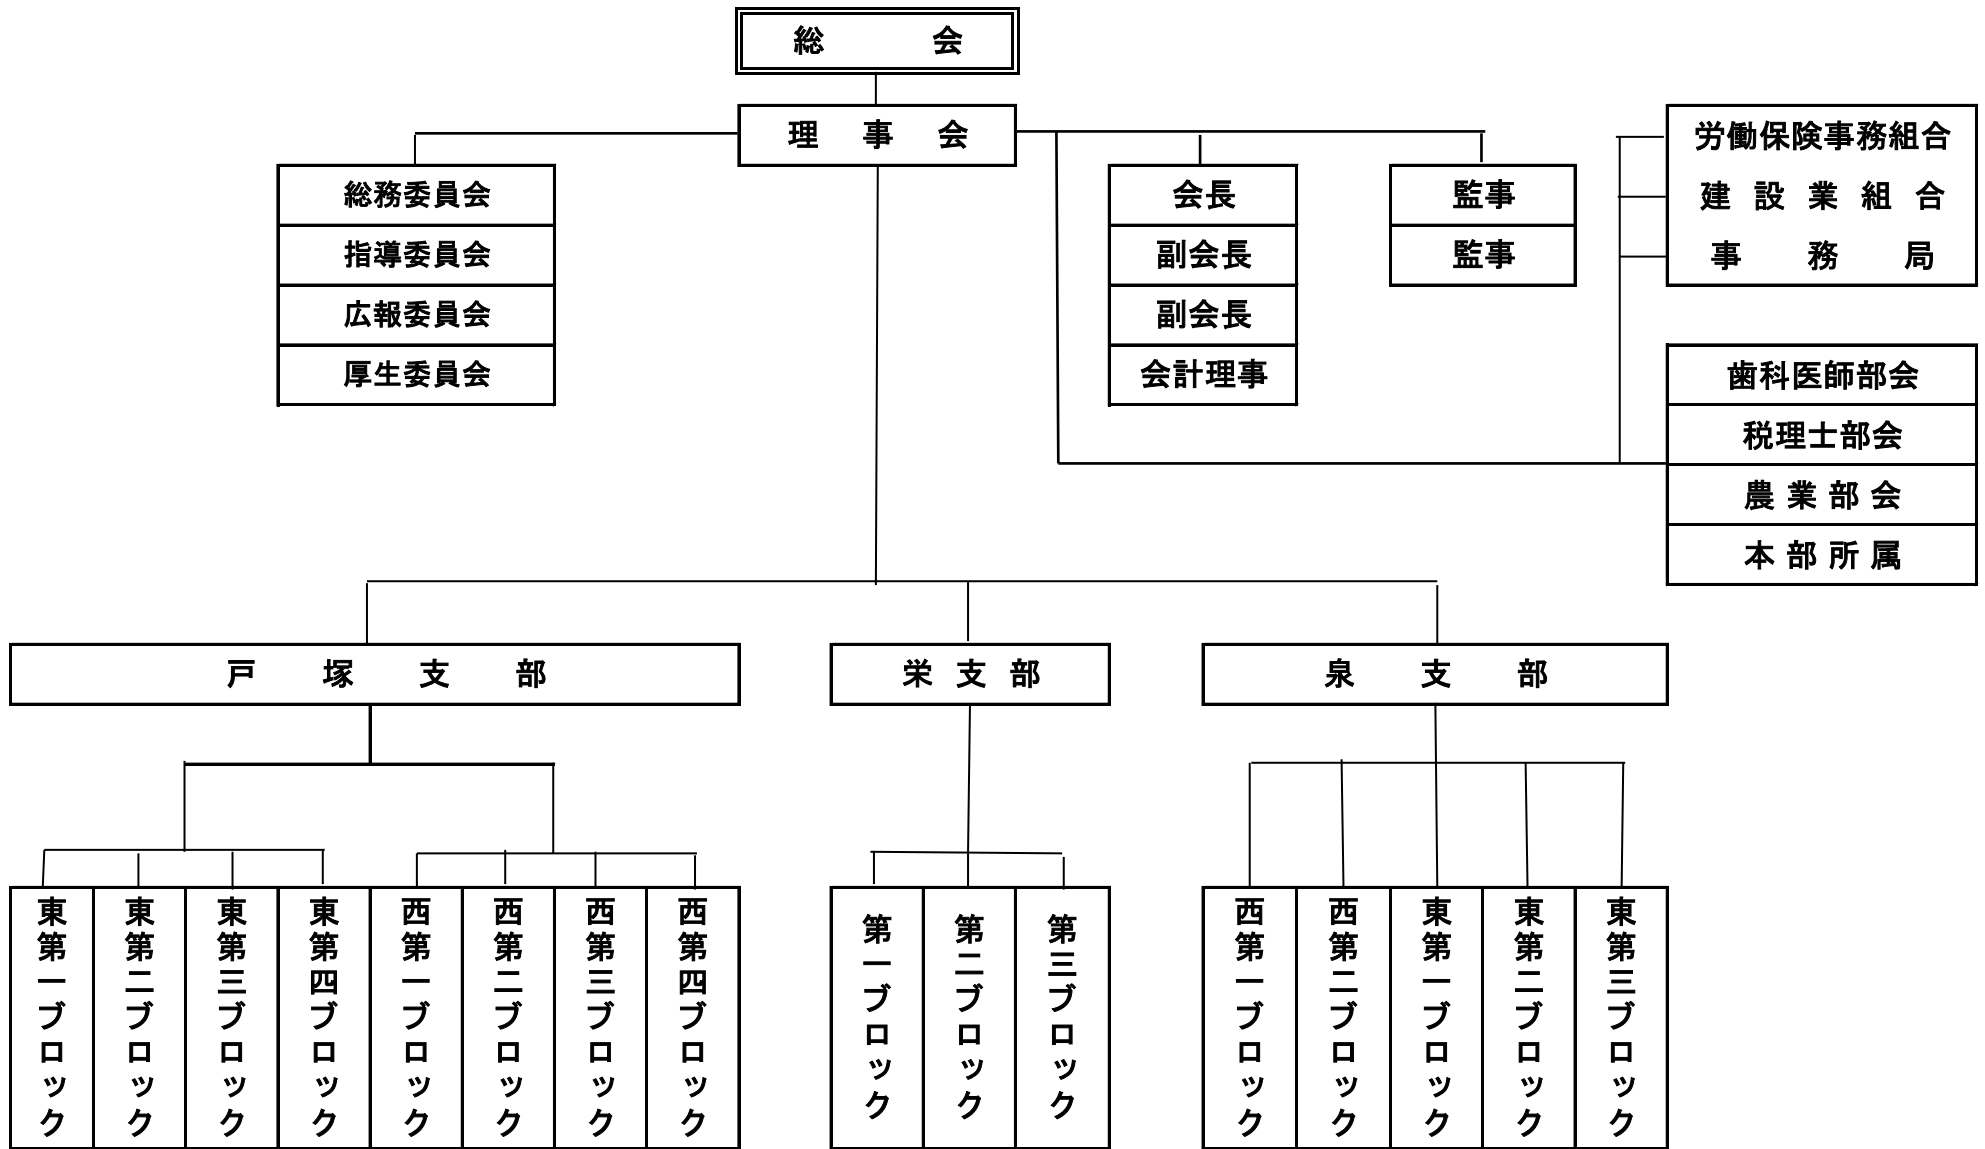 総　会
理　事　会
総務委員会
指導委員会
広報委員会
厚生委員会
会長
副会長
副会長
会計理事
監事
監事
労働保険事務組合
建設業組合
事務局
歯科医師部会
税理士部会
農業部会
本部所属
戸塚支部
栄支部
泉支部
東第一ブロック
東第二ブロック
東第三ブロック
東第四ブロック
西第一ブロック
西第二ブロック
西第三ブロック
西第四ブロック
第一ブロック
第二ブロック
第三ブロック
西第一ブロック
西第二ブロック
東第一ブロック
東第二ブロック
東第三ブロック